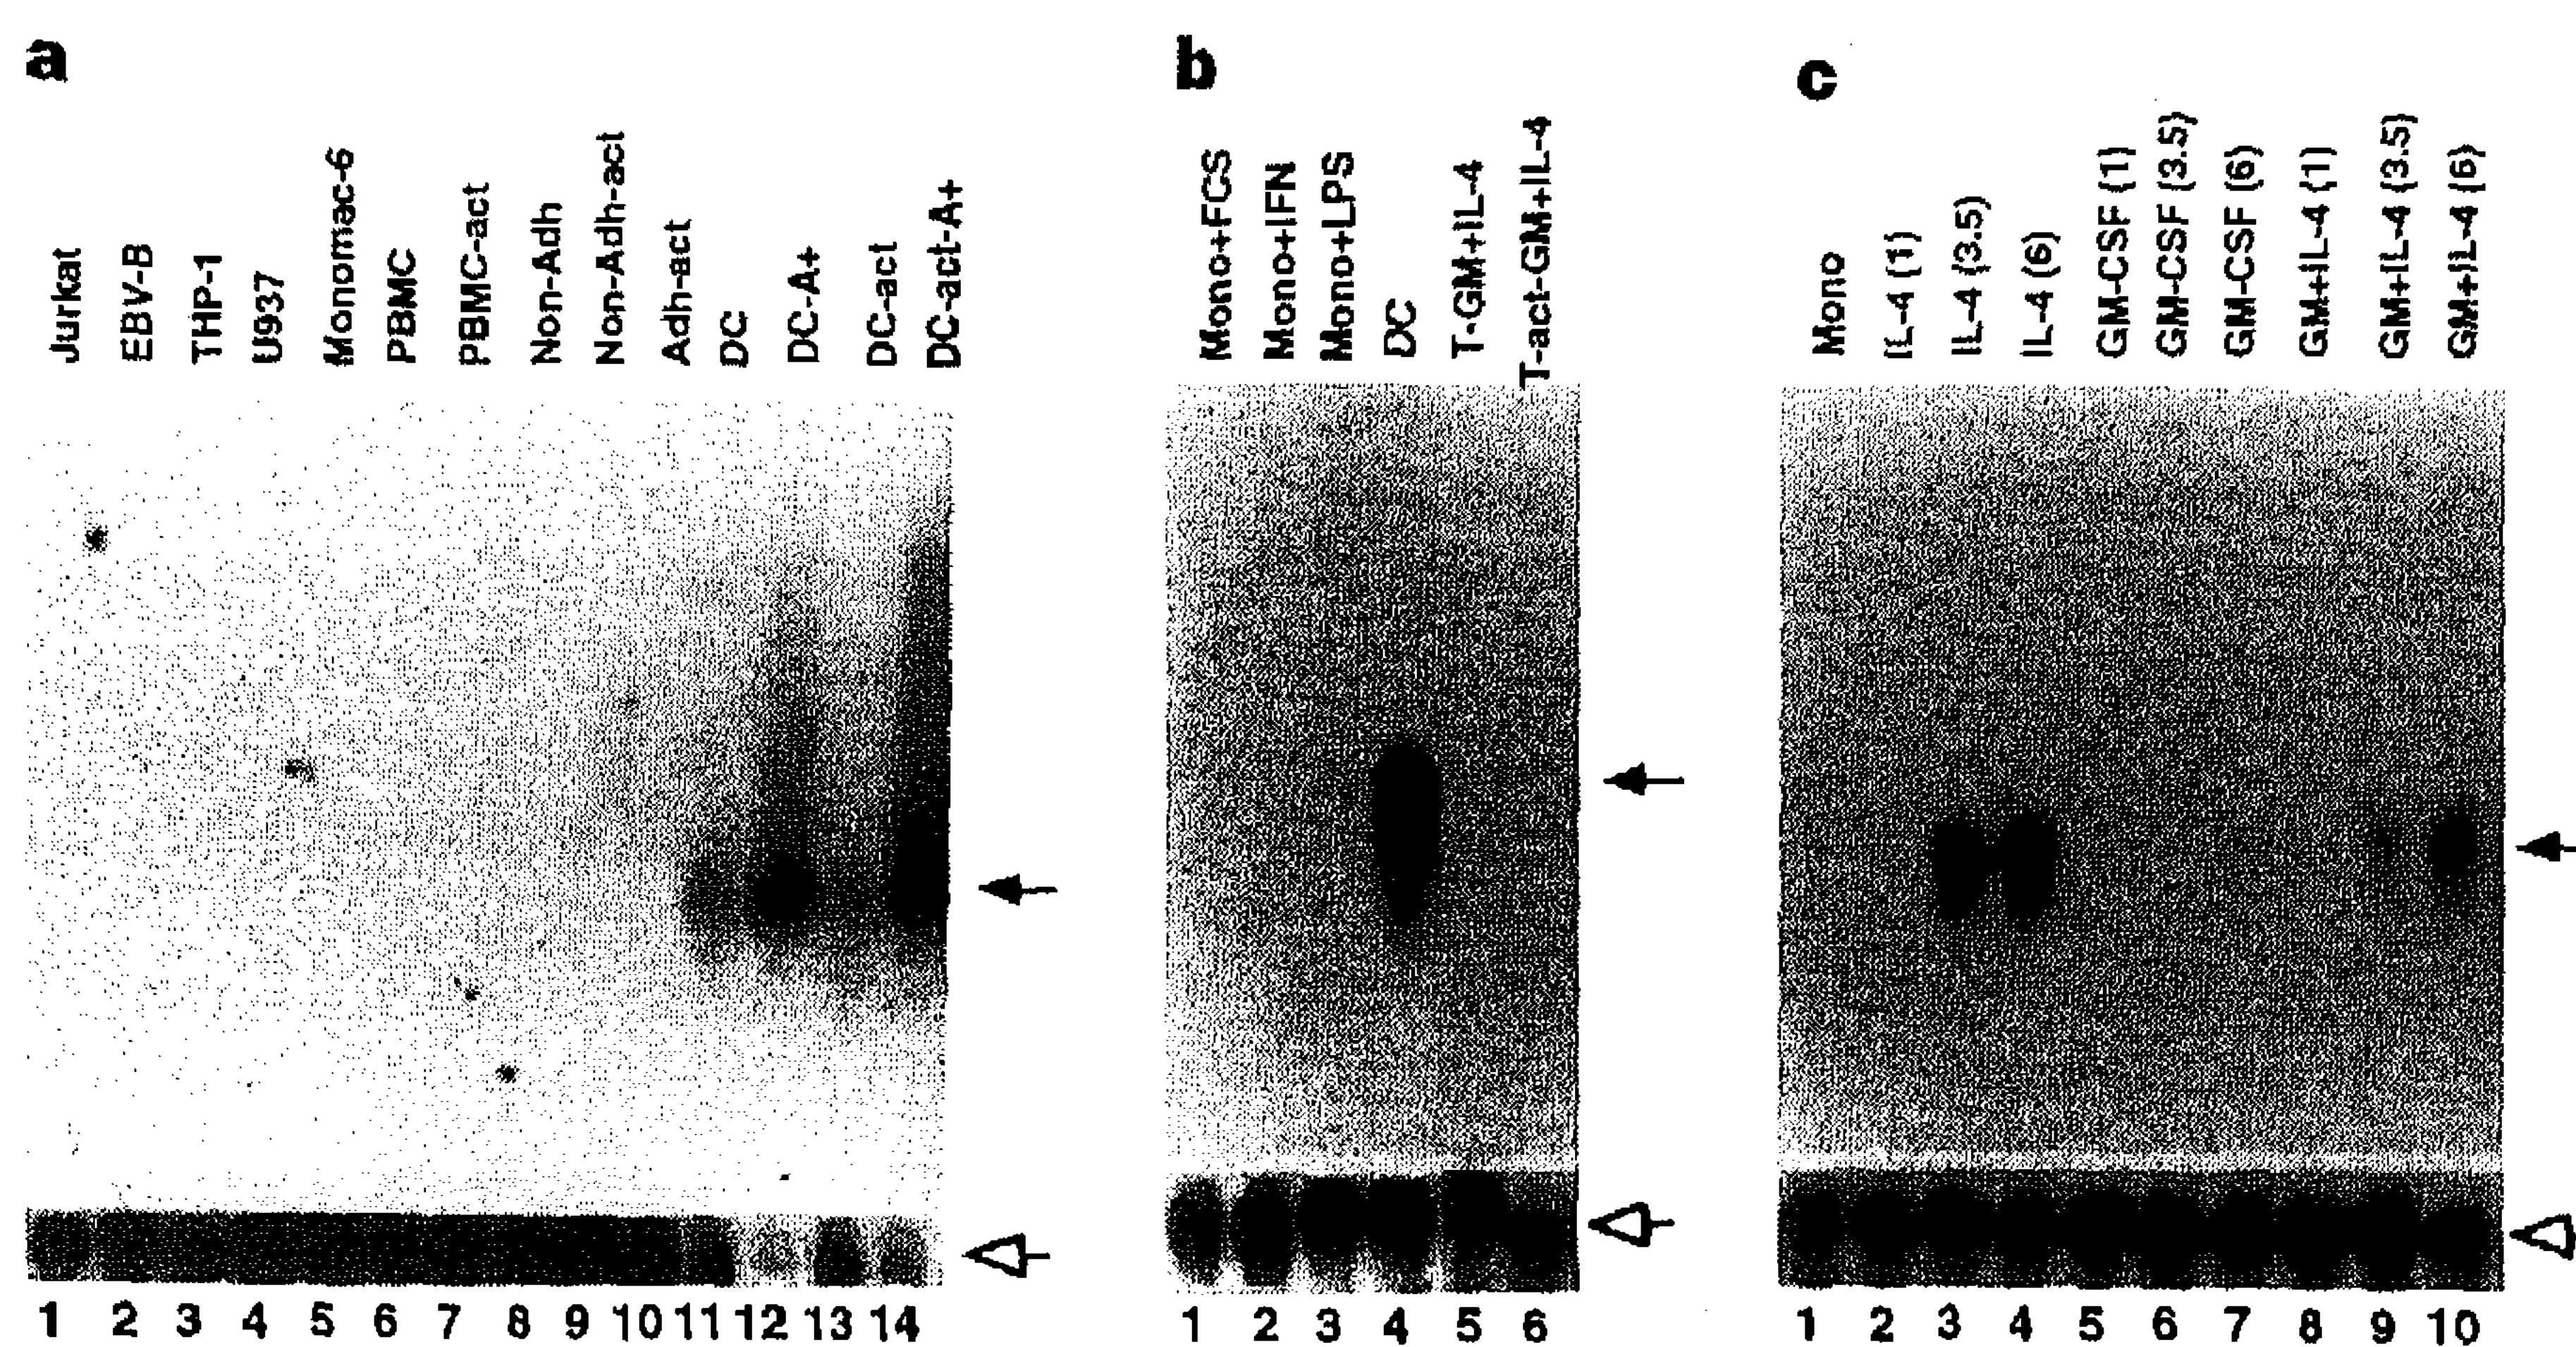 a
Jurkat
EBV-B
THP-1
U937
Monomac-6
PBMC
PBMC-act
Non-Adh
Non-Adh-act
Adh-act
DC
DC-A+
DC-act
DC-act-A+
1 2 3 4 5 6 7 8 9 10 11 12 13 14
b
Mono+FCS
Mono+IFN
Mono+LPS
DC
T-GM+IL-4
T-act-GM+IL-4
1 2 3 4 5 6
c
Mono
IL-4 (1)
IL-4 (3.5)
IL-4 (6)
GM-CSF (1)
GM-CSF (3.5)
GM-CSF (6)
GM+IL-4 (1)
GM+IL-4 (3.5)
GM+IL-4 (6)
1 2 3 4 5 6 7 8 9 10